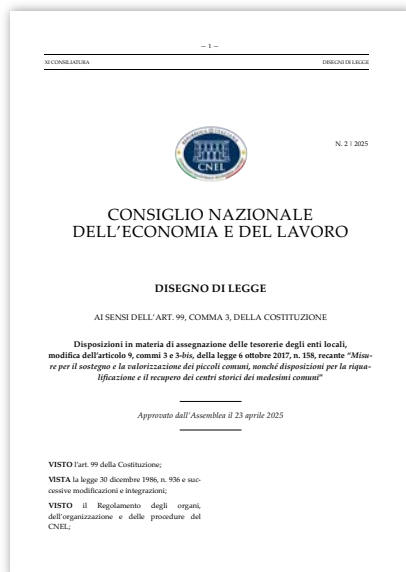 — 1 —
XI CONSILIATURA DISEGNI DI LEGGE
CNEL
N. 2 | 2025
CONSIGLIO NAZIONALE
DELL'ECONOMIA E DEL LAVORO
DISEGNO DI LEGGE
AI SENSI DELL'ART. 99, COMMA 3, DELLA COSTITUZIONE
Disposizioni in materia di assegnazione delle tesorerie degli enti locali,
modifica dell'articolo 9, commi 3 e 3-bis, della legge 6 ottobre 2017, n. 158, recante "Misu-
re per il sostegno e la valorizzazione dei piccoli comuni, nonché disposizioni per la riqua-
lificazione e il recupero dei centri storici dei medesimi comuni"
Approvato dall'Assemblea il 23 aprile 2025
VISTO l'art. 99 della Costituzione;
VISTA la legge 30 dicembre 1986, n. 936 e suc-
cessive modificazioni e integrazioni;
VISTO il Regolamento degli organi,
dell'organizzazione e delle procedure del
CNEL;